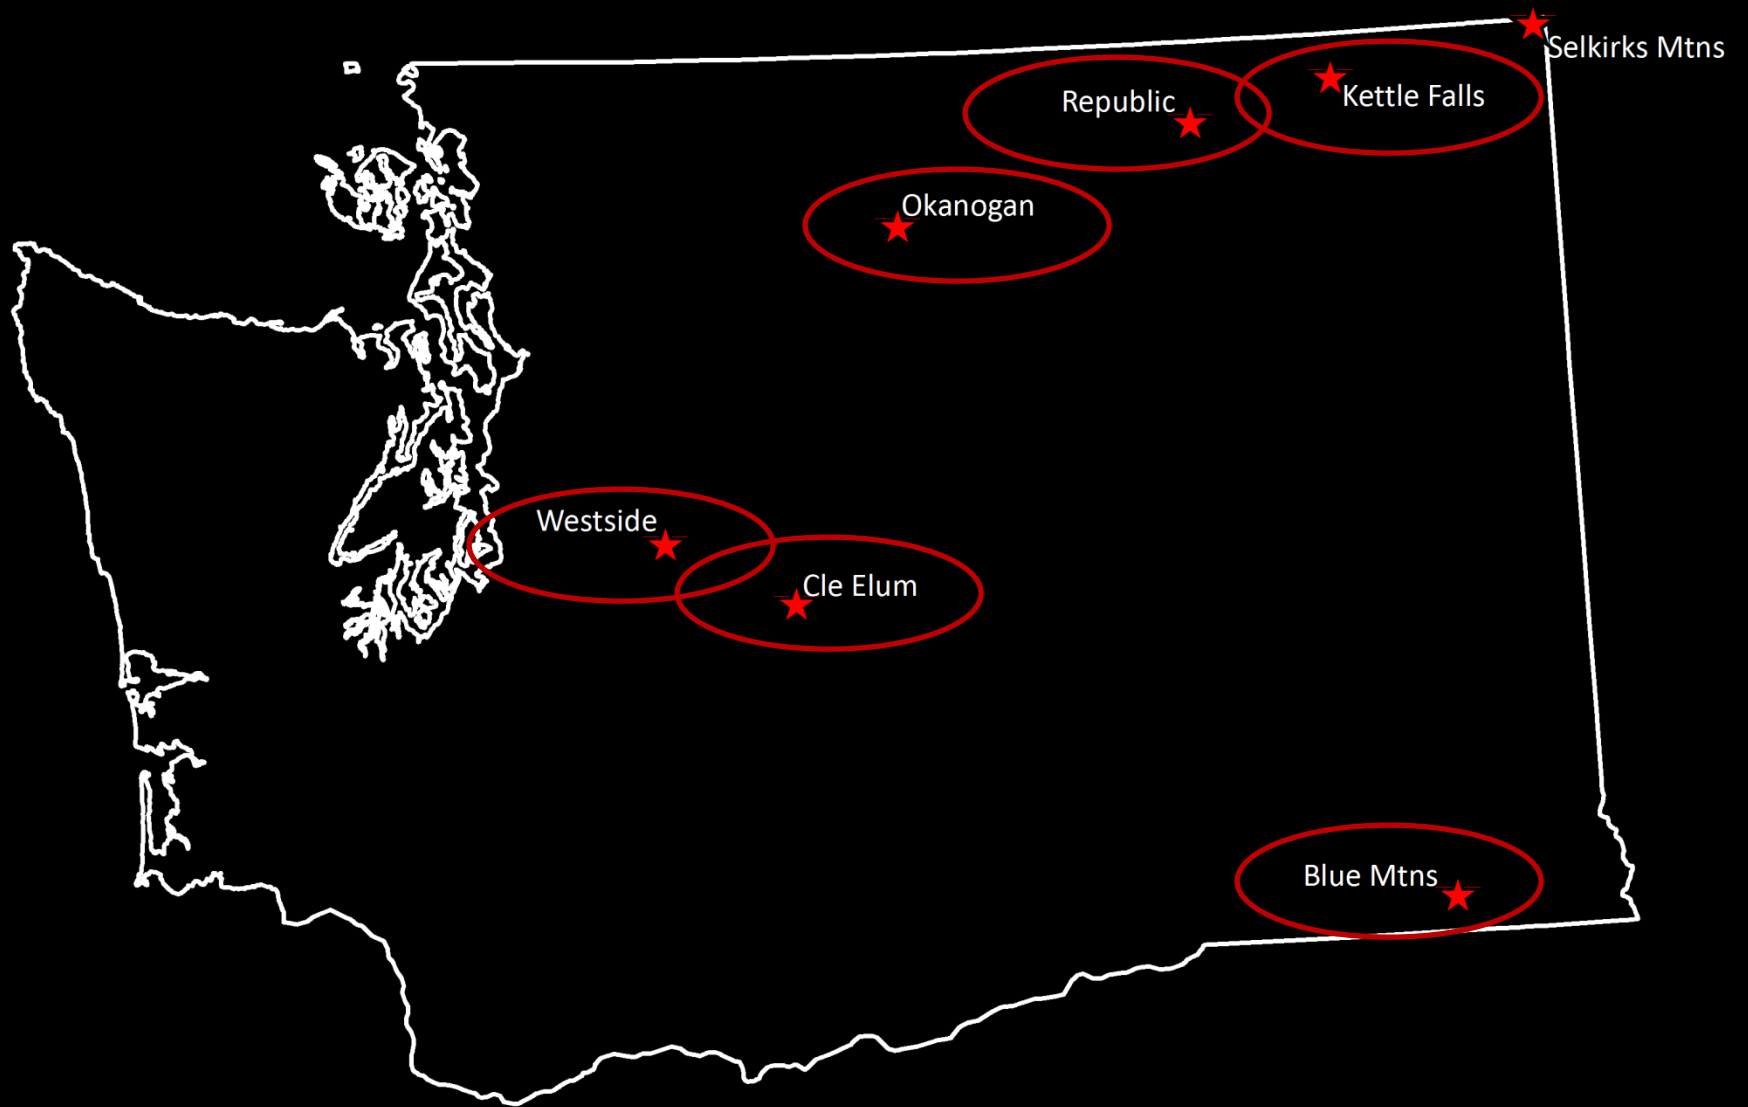 Selkirks Mtns
Republic
Kettle Falls
Okanogan
Westside
Cle Elum
Blue Mtns